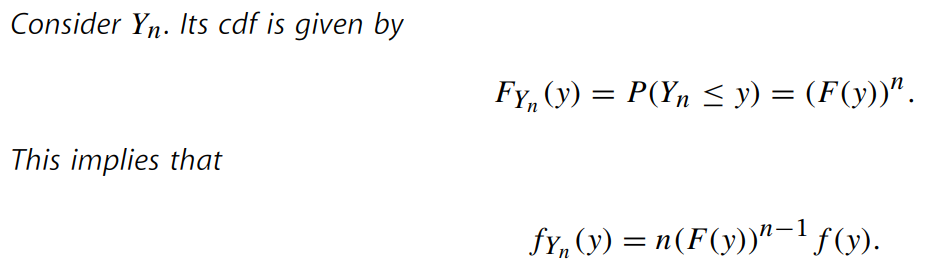 Consider Yₙ. Its cdf is given by
F_{Yₙ}(y) = P(Yₙ ≤ y) = (F(y))ⁿ.
This implies that
f_{Yₙ}(y) = n(F(y))ⁿ⁻¹ f(y).